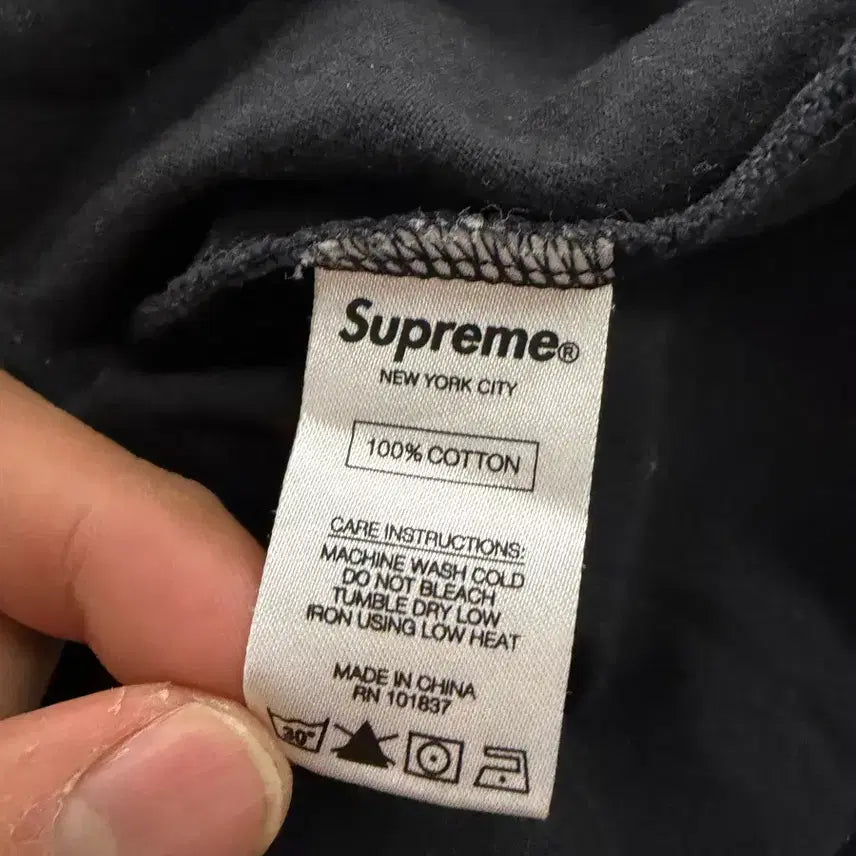 Supreme®
NEW YORK CITY
100% COTTON
CARE INSTRUCTIONS:
MACHINE WASH COLD
DO NOT BLEACH
TUMBLE DRY LOW
IRON USING LOW HEAT
MADE IN CHINA
RN 101837
30°